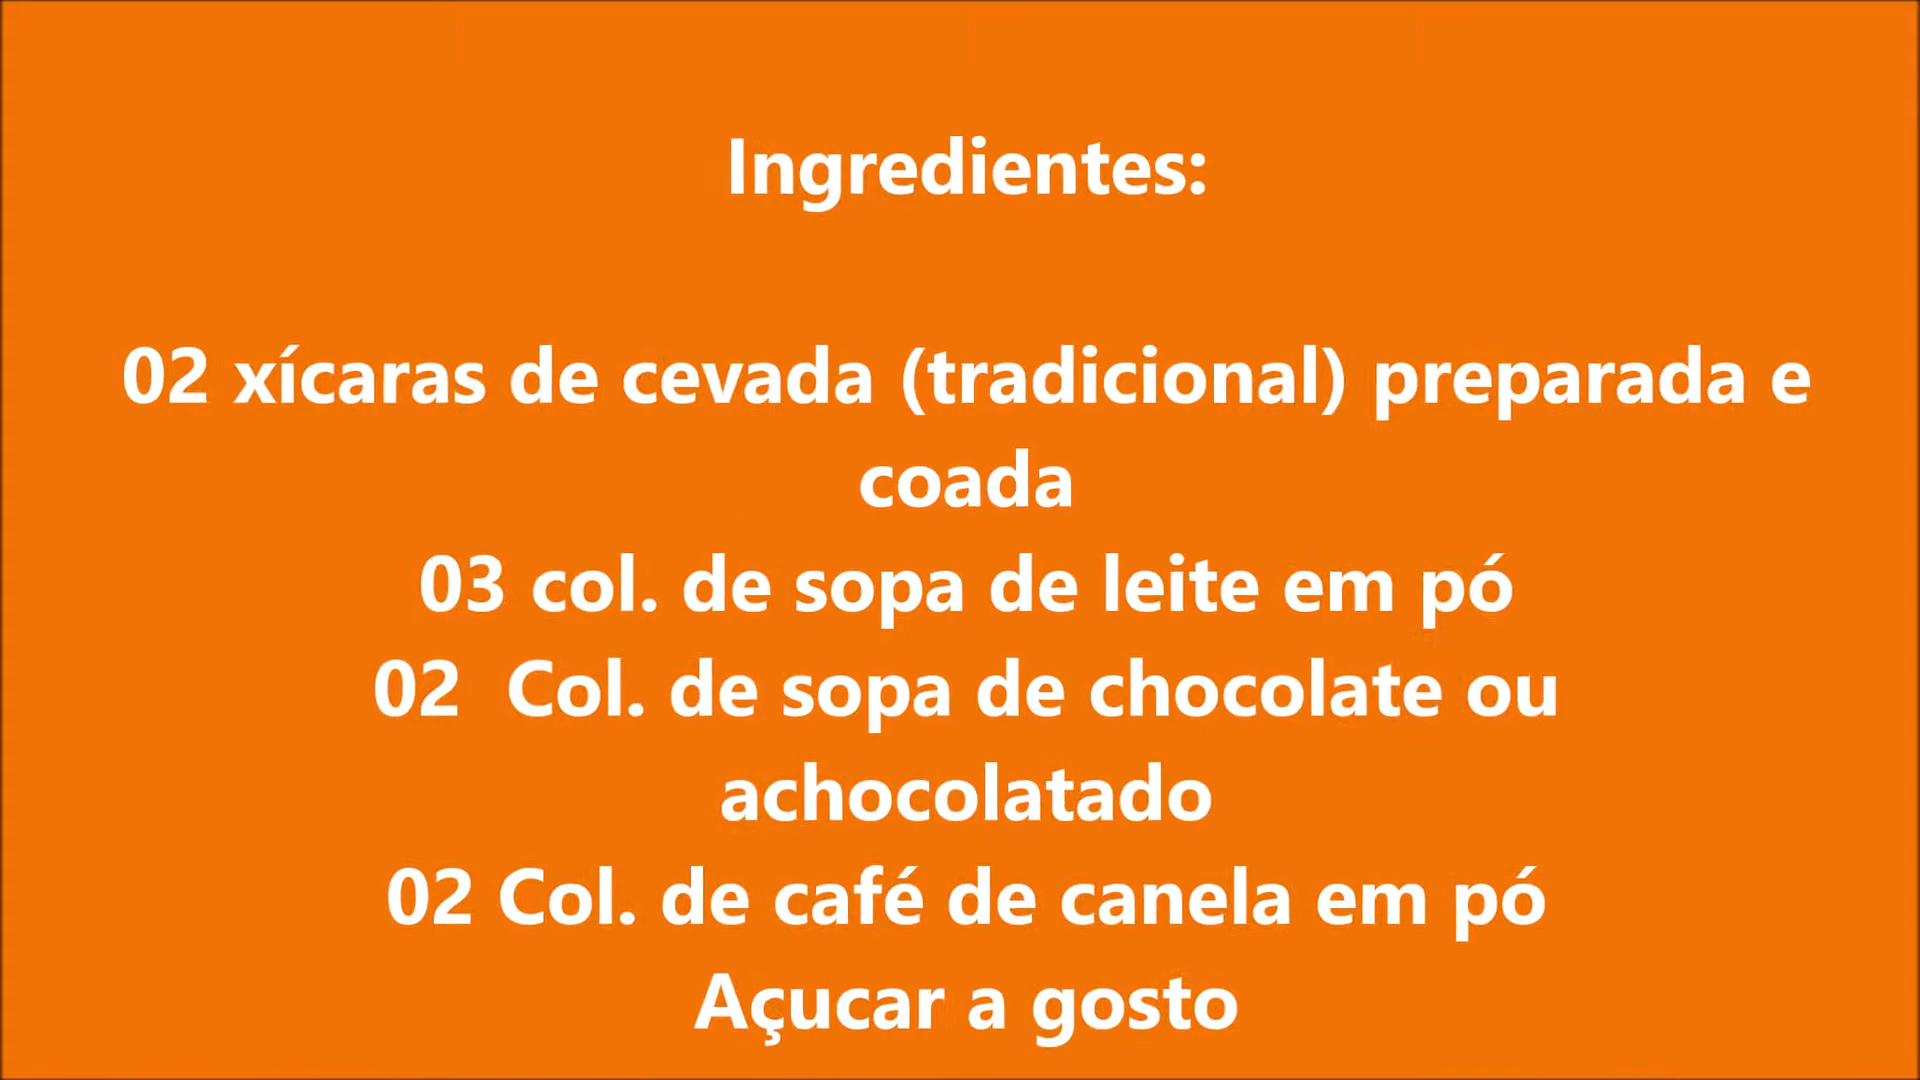 Ingredientes:
02 xícaras de cevada (tradicional) preparada e
coada
03 col. de sopa de leite em pó
02  Col. de sopa de chocolate ou
achocolatado
02 Col. de café de canela em pó
Açucar a gosto